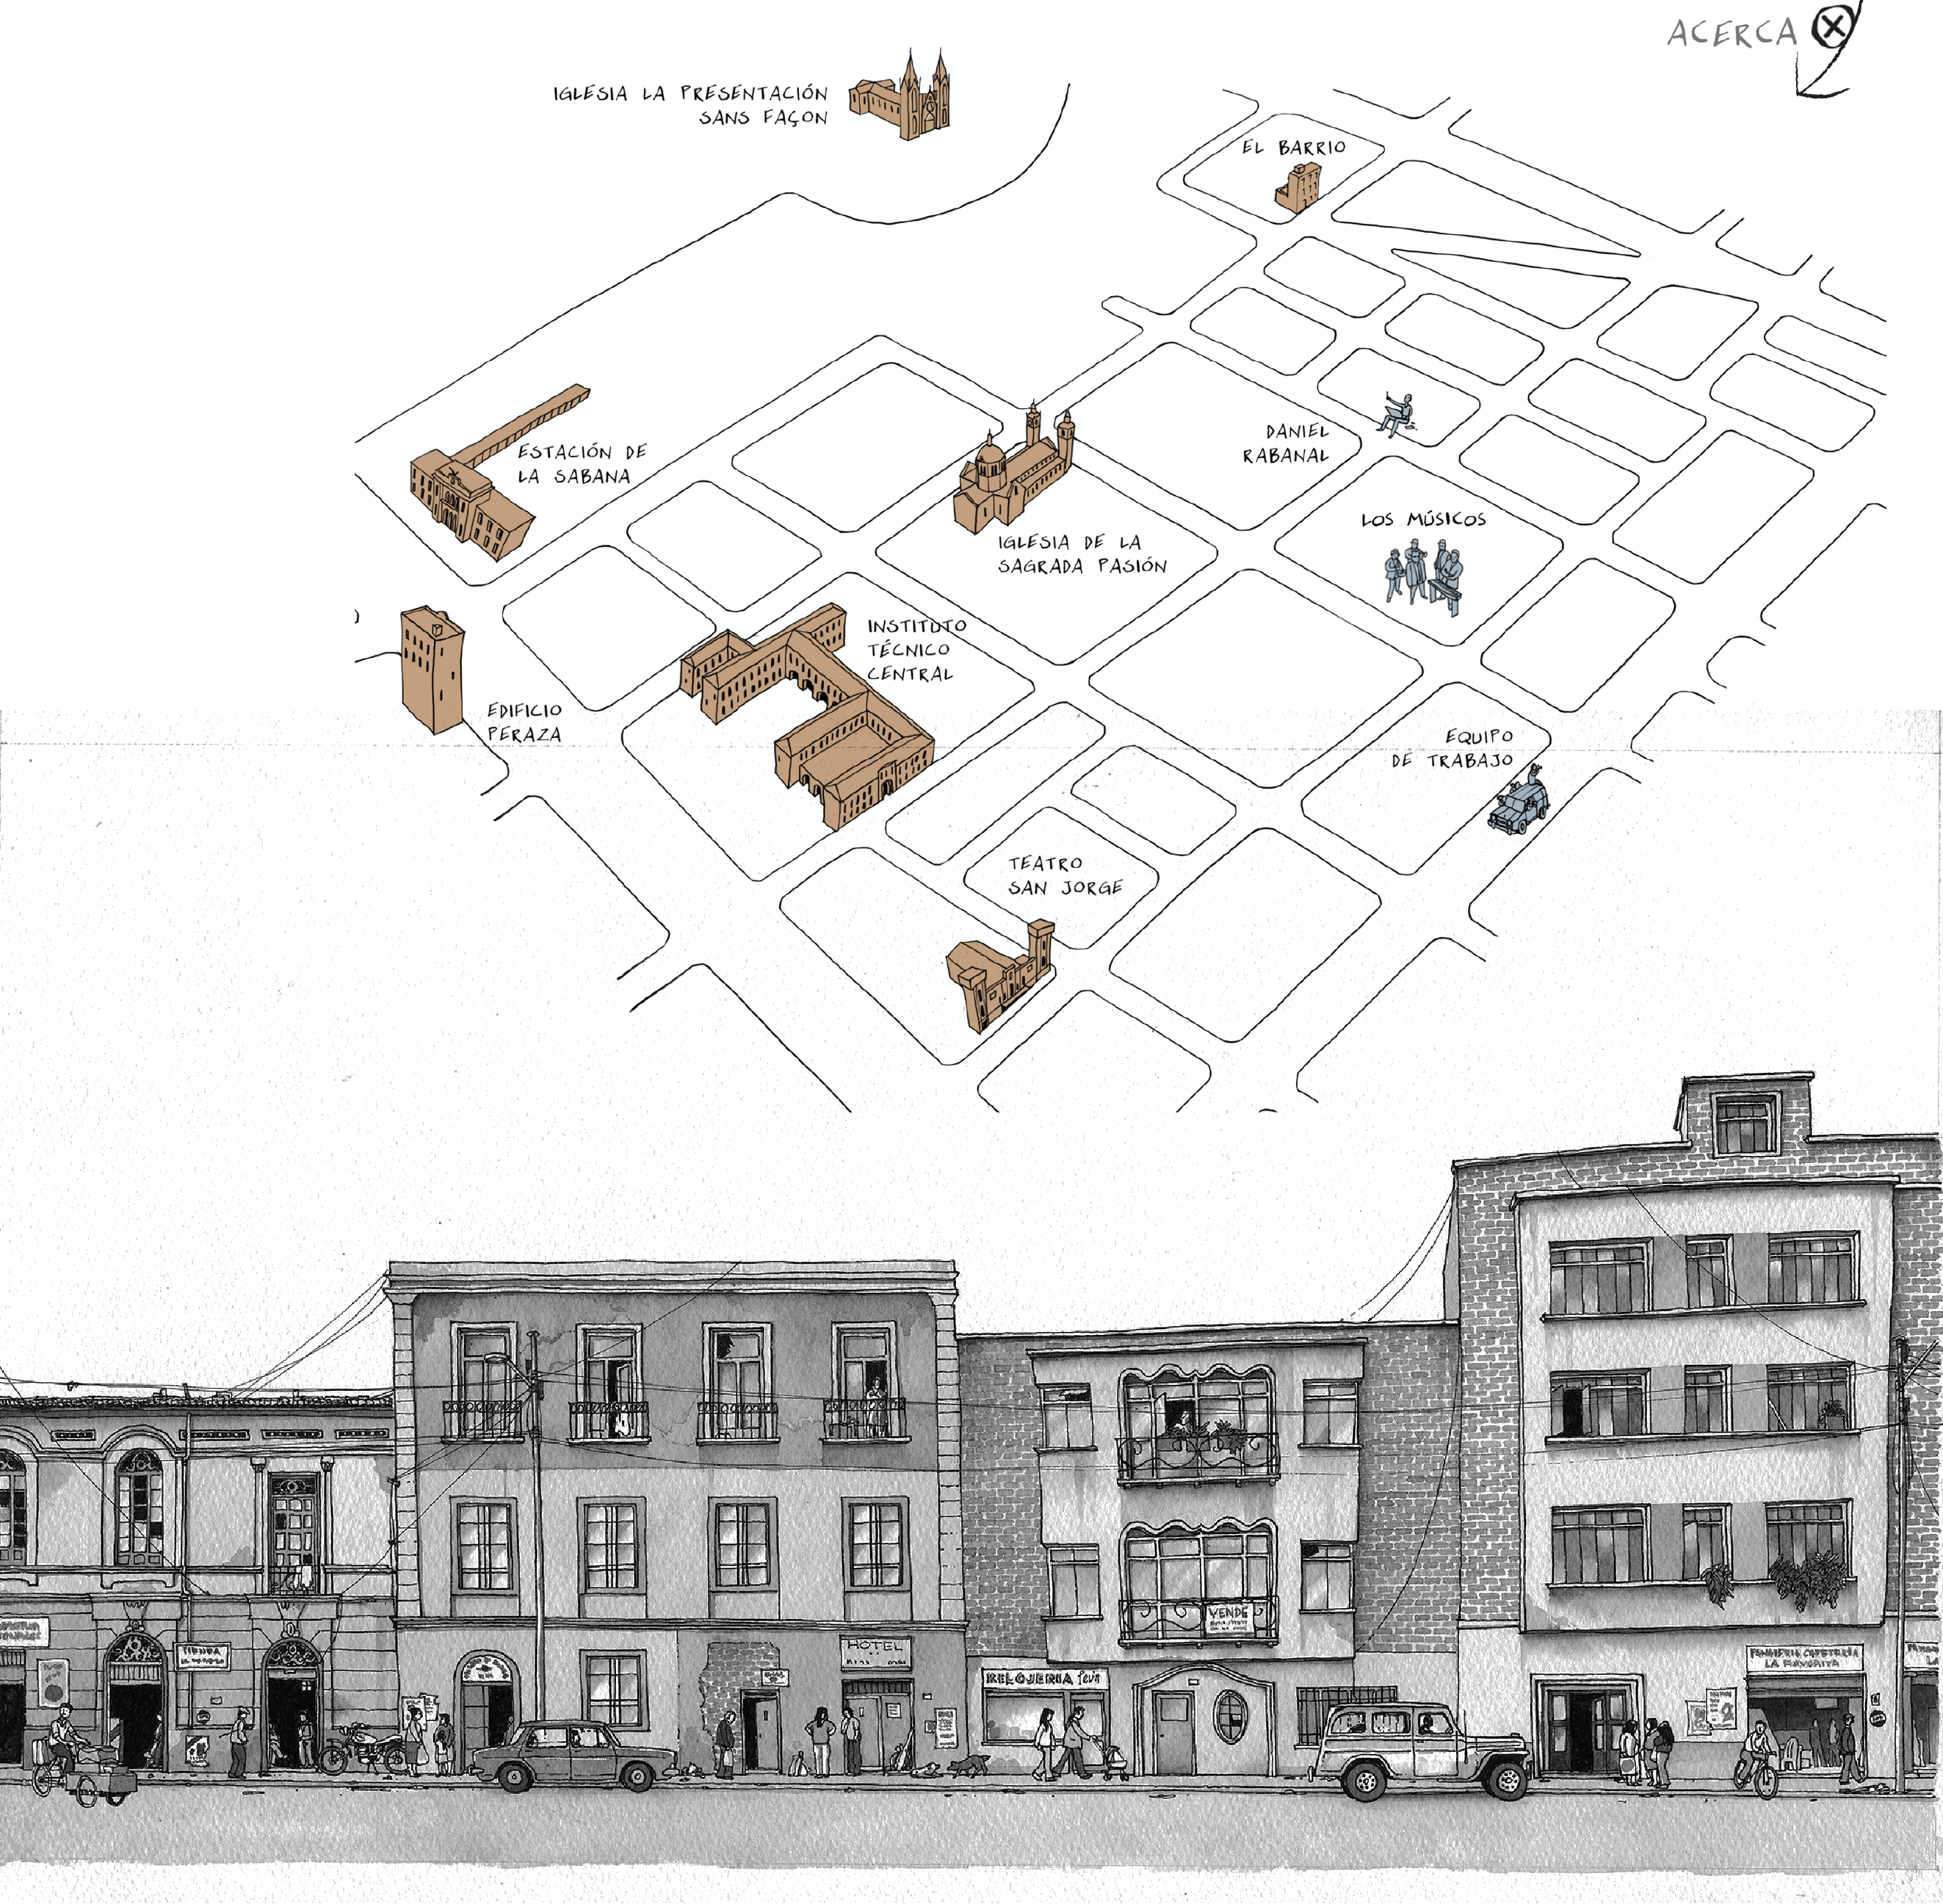 ACERCA
IGLESIA LA PRESENTACIÓN
SANS FAÇON
EL BARRIO
DANIEL
RABANAL
ESTACIÓN DE
LA SABANA
LOS MÚSICOS
IGLESIA DE LA
SAGRADA PASIÓN
INSTITUTO
TÉCNICO
CENTRAL
EDIFICIO
PERAZA
EQUIPO
DE TRABAJO
TEATRO
SAN JORGE
VENDE
TIENDA
HOTEL
RELOJERIA
PANADERIA CAFETERIA
LA FAVORITA